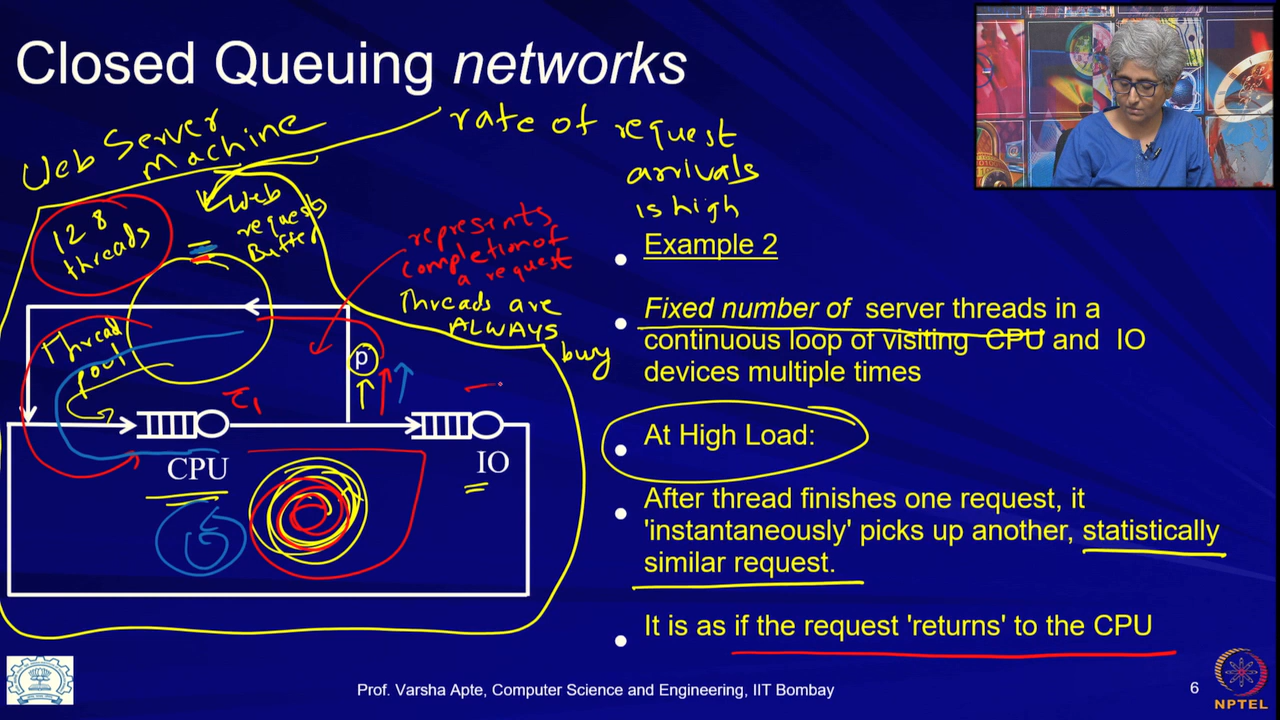 Closed Queuing networks
Web Server
Machine
rate of request
arrivals
is high
128
threads
Web
requests
Buffer
represents
completion of
a request
Threads are
ALWAYS
buy
Thread
pool
p
τ1
CPU
IO
Example 2
Fixed number of server threads in a
continuous loop of visiting CPU and IO
devices multiple times
At High Load:
After thread finishes one request, it
'instantaneously' picks up another, statistically
similar request.
It is as if the request 'returns' to the CPU
Prof. Varsha Apte, Computer Science and Engineering, IIT Bombay
6
NPTEL